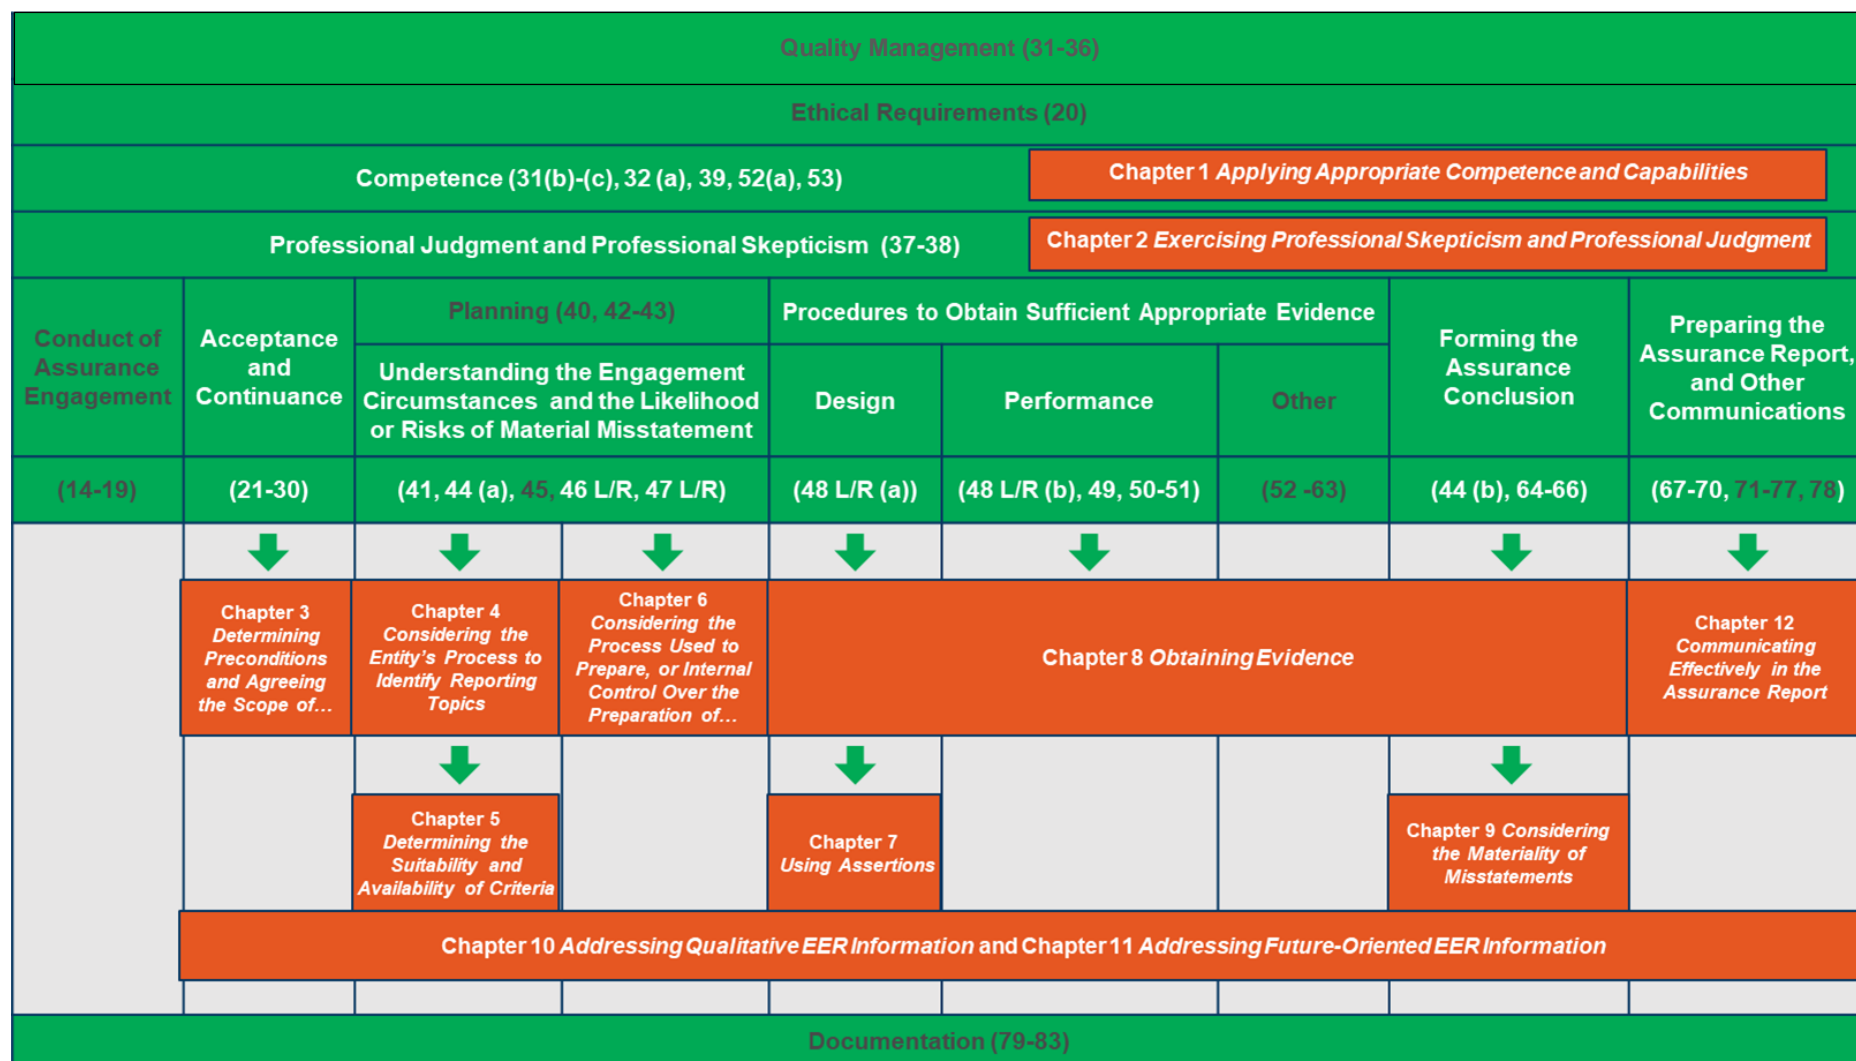 Quality Management (31-36)
Ethical Requirements (20)
Competence (31(b)-(c), 32 (a), 39, 52(a), 53)
Chapter 1 Applying Appropriate Competence and Capabilities
Professional Judgment and Professional Skepticism (37-38)
Chapter 2 Exercising Professional Skepticism and Professional Judgment
Conduct of
Assurance
Engagement
Acceptance
and
Continuance
Planning (40, 42-43)
Understanding the Engagement
Circumstances and the Likelihood
or Risks of Material Misstatement
Procedures to Obtain Sufficient Appropriate Evidence
Design
Performance
Other
Forming the
Assurance
Conclusion
Preparing the
Assurance Report,
and Other
Communications
(14-19)
(21-30)
(41, 44 (a), 45, 46 L/R, 47 L/R)
(48 L/R (a))
(48 L/R (b), 49, 50-51)
(52 -63)
(44 (b), 64-66)
(67-70, 71-77, 78)
Chapter 3
Determining
Preconditions
and Agreeing
the Scope of…
Chapter 4
Considering the
Entity’s Process to
Identify Reporting
Topics
Chapter 6
Considering the
Process Used to
Prepare, or Internal
Control Over the
Preparation of…
Chapter 8 Obtaining Evidence
Chapter 12
Communicating
Effectively in the
Assurance Report
Chapter 5
Determining the
Suitability and
Availability of Criteria
Chapter 7
Using Assertions
Chapter 9 Considering
the Materiality of
Misstatements
Chapter 10 Addressing Qualitative EER Information and Chapter 11 Addressing Future-Oriented EER Information
Documentation (79-83)